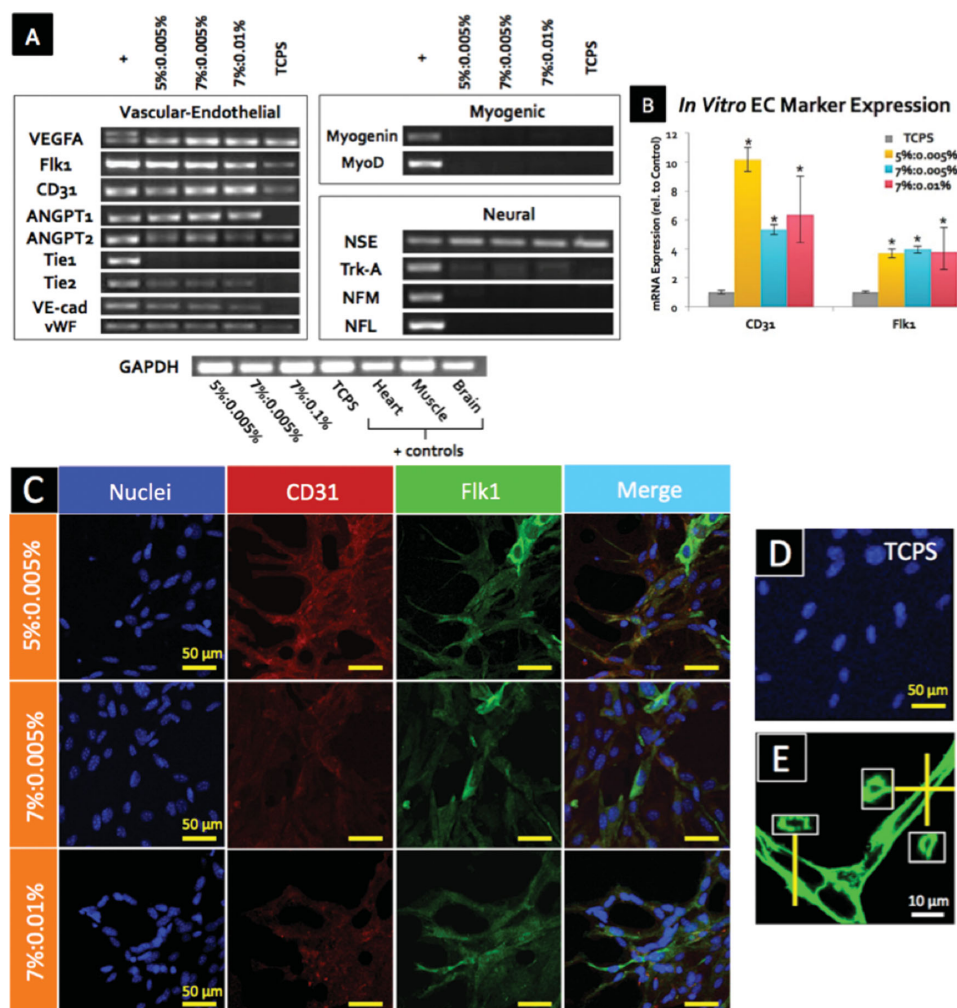 A
+
5%:0.005%
7%:0.005%
7%:0.01%
TCPS
Vascular-Endothelial
VEGFA
Flk1
CD31
ANGPT1
ANGPT2
Tie1
Tie2
VE-cad
vWF
+
5%:0.005%
7%:0.005%
7%:0.01%
TCPS
Myogenic
Myogenin
MyoD
Neural
NSE
Trk-A
NFM
NFL
GAPDH
5%:0.005%
7%:0.005%
7%:0.1%
TCPS
Heart
Muscle
Brain
+ controls
B
In Vitro EC Marker Expression
mRNA Expression (rel. to Control)
12
10
8
6
4
2
0
TCPS
5%:0.005%
7%:0.005%
7%:0.01%
*
*
*
*
*
*
CD31
Flk1
C
Nuclei
CD31
Flk1
Merge
5%:0.005%
50 µm
7%:0.005%
50 µm
7%:0.01%
50 µm
D
TCPS
50 µm
E
10 µm